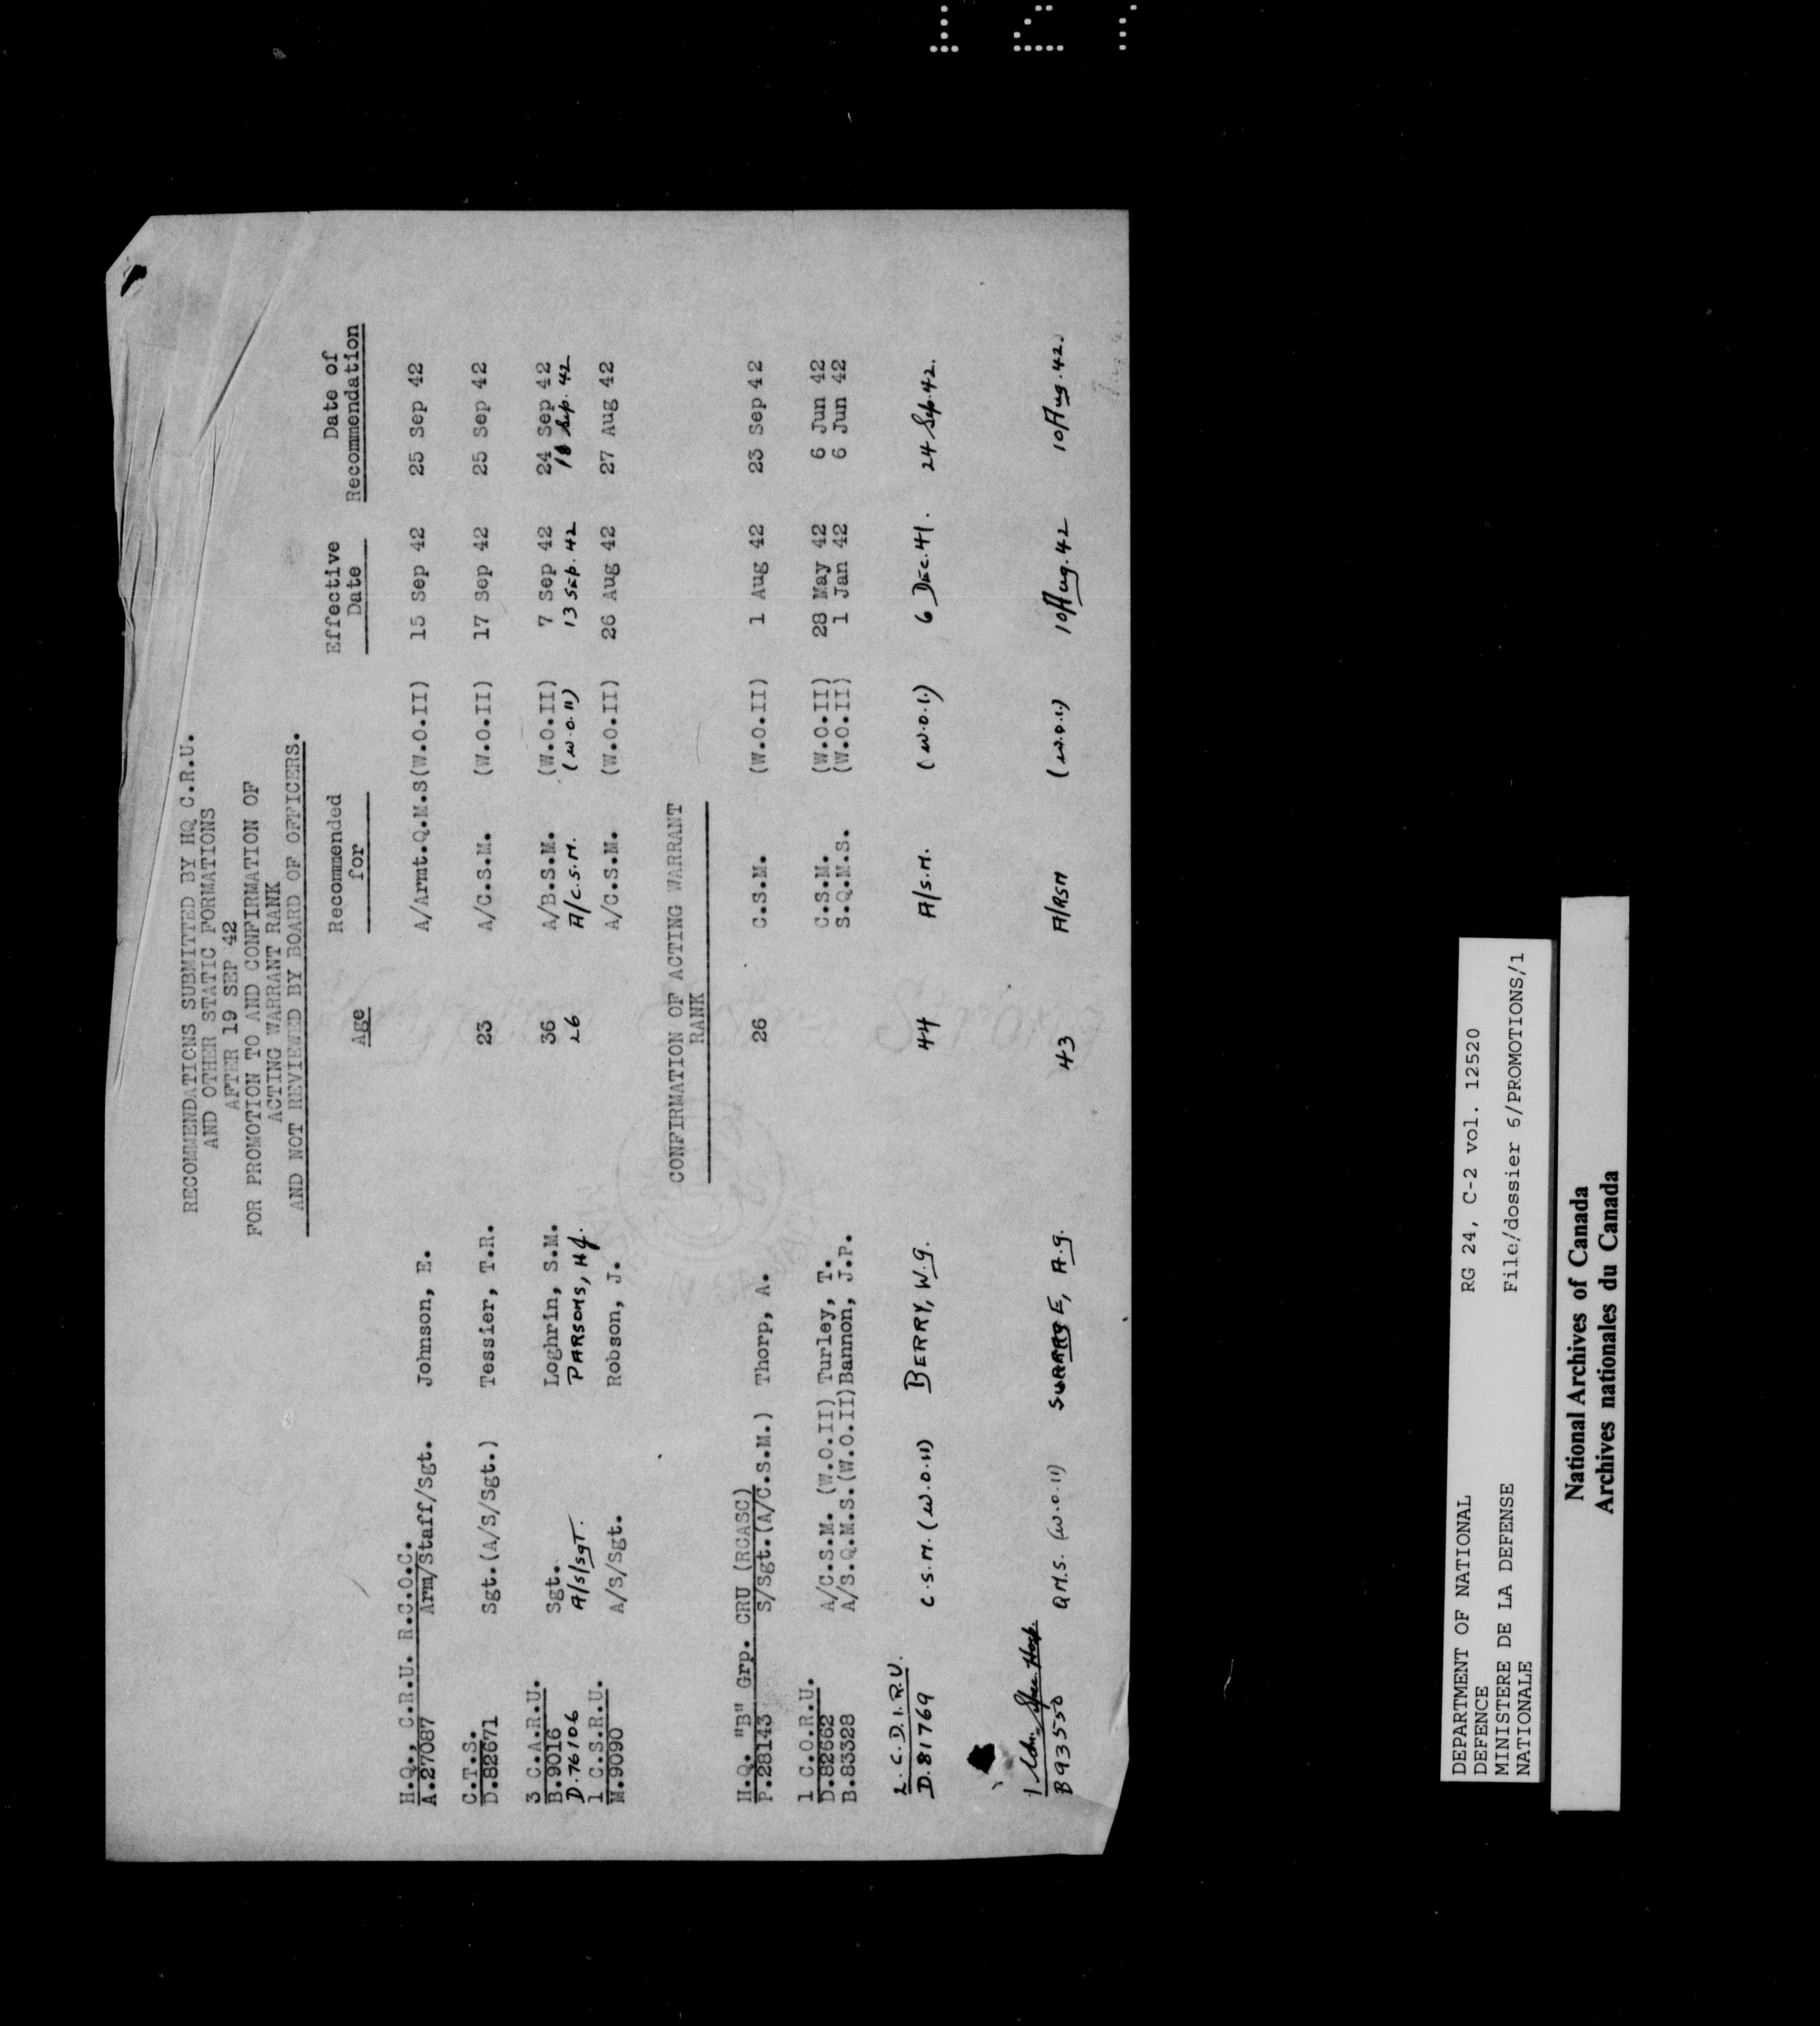 RECOMMENDATIONS SUBMITTED BY HQ C.R.U.
AND OTHER STATIC FORMATIONS
AFTER 19 SEP 42
FOR PROMOTION TO AND CONFIRMATION OF
ACTING WARRANT RANK
AND NOT REVIEWED BY BOARD OF OFFICERS.
Age Recommended for Effective Date Date of Recommendation
H.Q., C.R.U. R.C.O.C.
A.27087 Arm/Staff/Sgt. Johnson, E. A/Armt.Q.M.S(W.O.II) 15 Sep 42 25 Sep 42
C.T.S.
D.82671 Sgt.(A/S/Sgt.) Tessier, T.R. 23 A/C.S.M. (W.O.II) 17 Sep 42 25 Sep 42
3 C.A.R.U.
B.9016 Sgt. Loghrin, S.M. 36 A/B.S.M. (W.O.II) 7 Sep 42 24 Sep 42
D.76106 A/S/SgT. PARSONS, HJ. 26 A/C.S.M. (W.O.II) 13 SEP. 42 18 Sep. 42
1 C.S.R.U.
M.9090 A/S/Sgt. Robson, J. A/C.S.M. (W.O.II) 26 Aug 42 27 Aug 42
CONFIRMATION OF ACTING WARRANT
RANK
H.Q. "B" Grp. CRU (RCASC)
P.28143 S/Sgt.(A/C.S.M.) Thorp, A. 26 C.S.M. (W.O.II) 1 Aug 42 23 Sep 42
1 C.O.R.U.
D.82662 A/C.S.M. (W.O.II) Turley, T. C.S.M. (W.O.II) 28 May 42 6 Jun 42
B.83328 A/S.Q.M.S.(W.O.II) Bannon, J.P. S.Q.M.S. (W.O.II) 1 Jan 42 6 Jun 42
2. C.D.I.R.U.
D.81769 C.S.M. (W.O.II) BERRY, W.G. 44 A/S.M. (W.O.I.) 6 DEC. 41. 24 Sep. 42.
1 Cdn. Spec. Hosp.
B93550 Q.M.S. (W.O.II) A.G. 43 A/RSM (W.O.I) 10 Aug. 42 10 Aug. 42.
DEPARTMENT OF NATIONAL RG 24, C-2 vol. 12520
DEFENCE
MINISTERE DE LA DEFENSE File/dossier 6/PROMOTIONS/1
NATIONALE
National Archives of Canada
Archives nationales du Canada